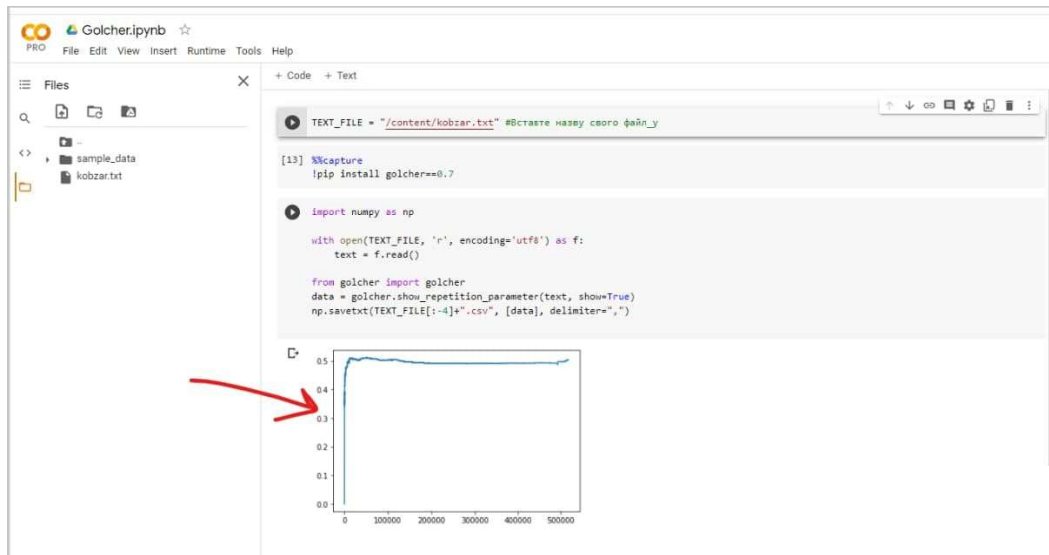 CO
PRO
Golcher.ipynb
File Edit View Insert Runtime Tools Help
Files
+ Code + Text
..
sample_data
kobzar.txt
TEXT_FILE = "/content/kobzar.txt" #Вставте назву свого файл_у
[13] %%capture
!pip install golcher==0.7
import numpy as np
with open(TEXT_FILE, 'r', encoding='utf8') as f:
text = f.read()
from golcher import golcher
data = golcher.show_repetition_parameter(text, show=True)
np.savetxt(TEXT_FILE[:-4]+".csv", [data], delimiter=",")
0.5
0.4
0.3
0.2
0.1
0.0
0 100000 200000 300000 400000 500000